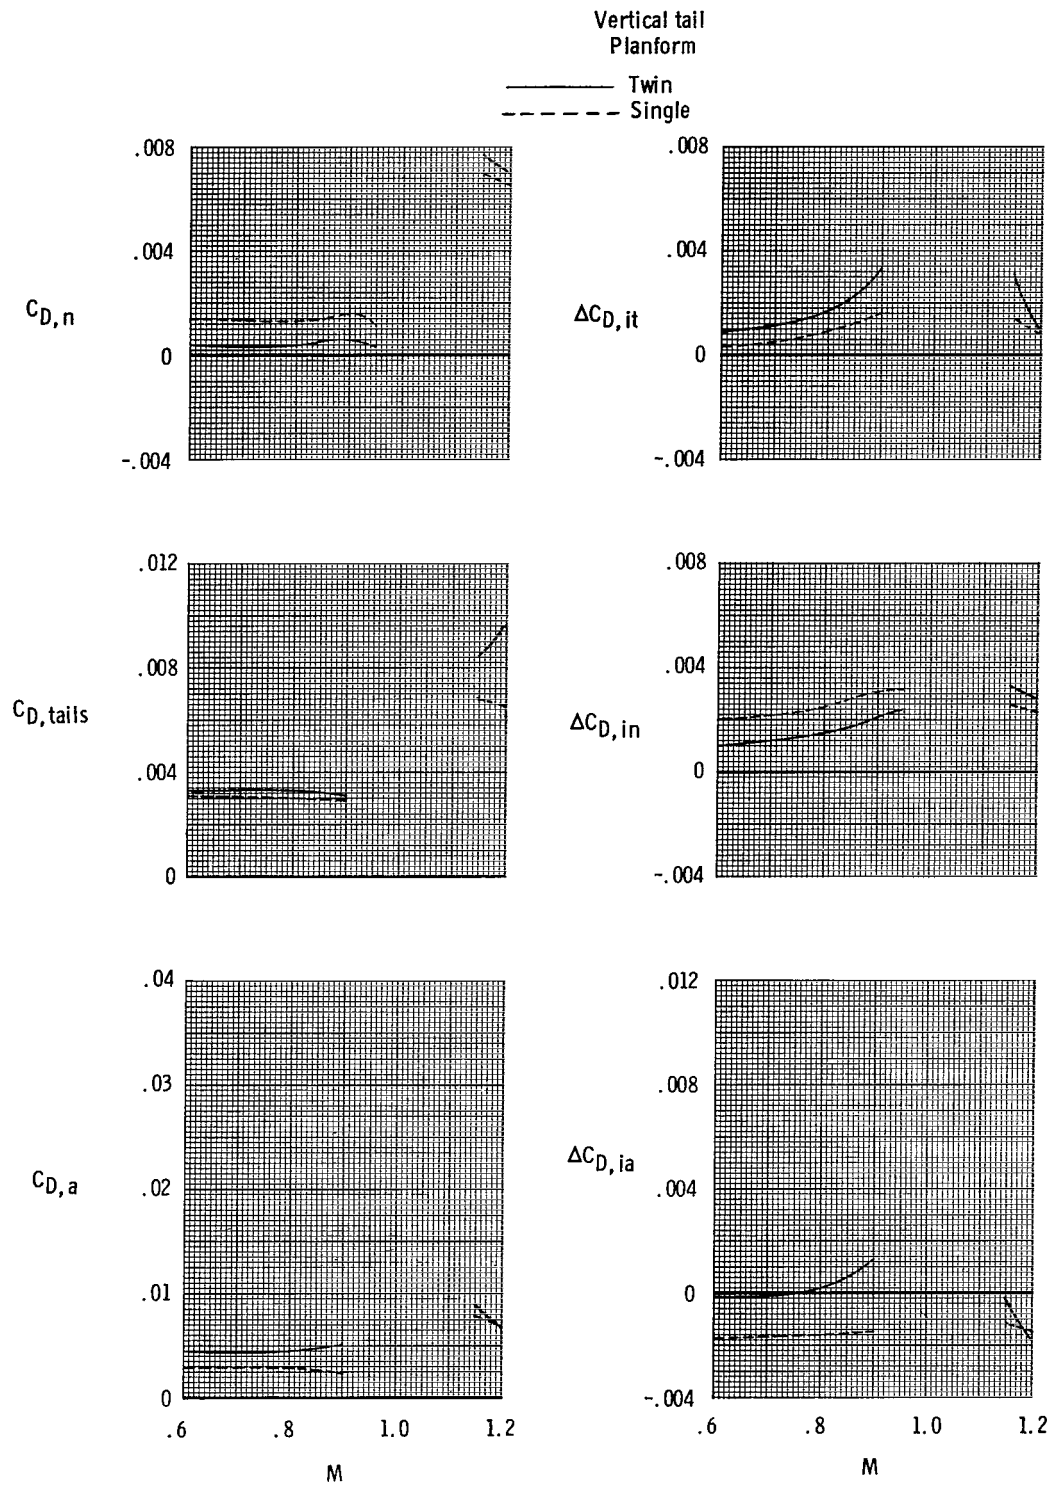 Vertical tail
Planform
Twin
Single
.008
.004
0
-.004
C_D,n
.008
.004
0
-.004
ΔC_D,it
.012
.008
.004
0
C_D,tails
.008
.004
0
-.004
ΔC_D,in
.04
.03
.02
.01
0
C_D,a
.6 .8 1.0 1.2
M
.012
.008
.004
0
-.004
ΔC_D,ia
.6 .8 1.0 1.2
M